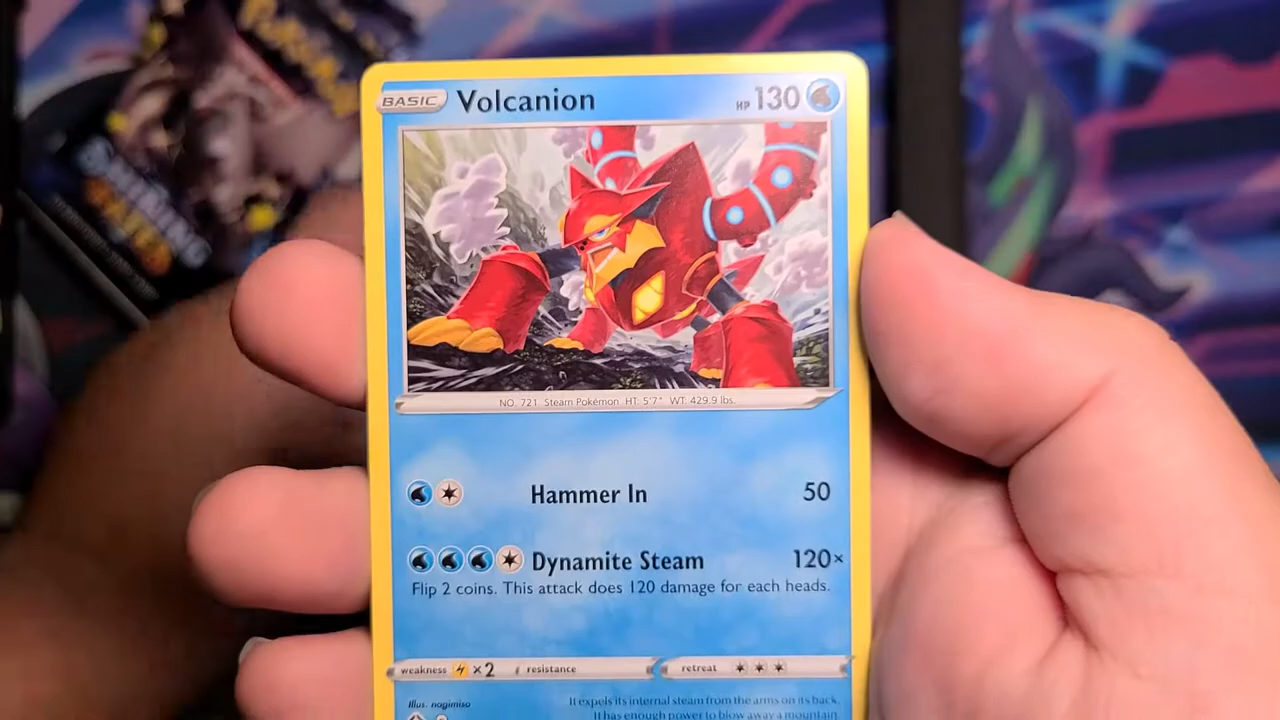 BASIC Volcanion HP 130
NO. 721 Steam Pokémon HT: 5'7" WT: 429.9 lbs.
Hammer In 50
Dynamite Steam 120×
Flip 2 coins. This attack does 120 damage for each heads.
weakness ×2 resistance retreat
Illus. nagimiso
It expels its internal steam from the arms on its back.
It has enough power to blow away a mountain.
SHINING
FATES